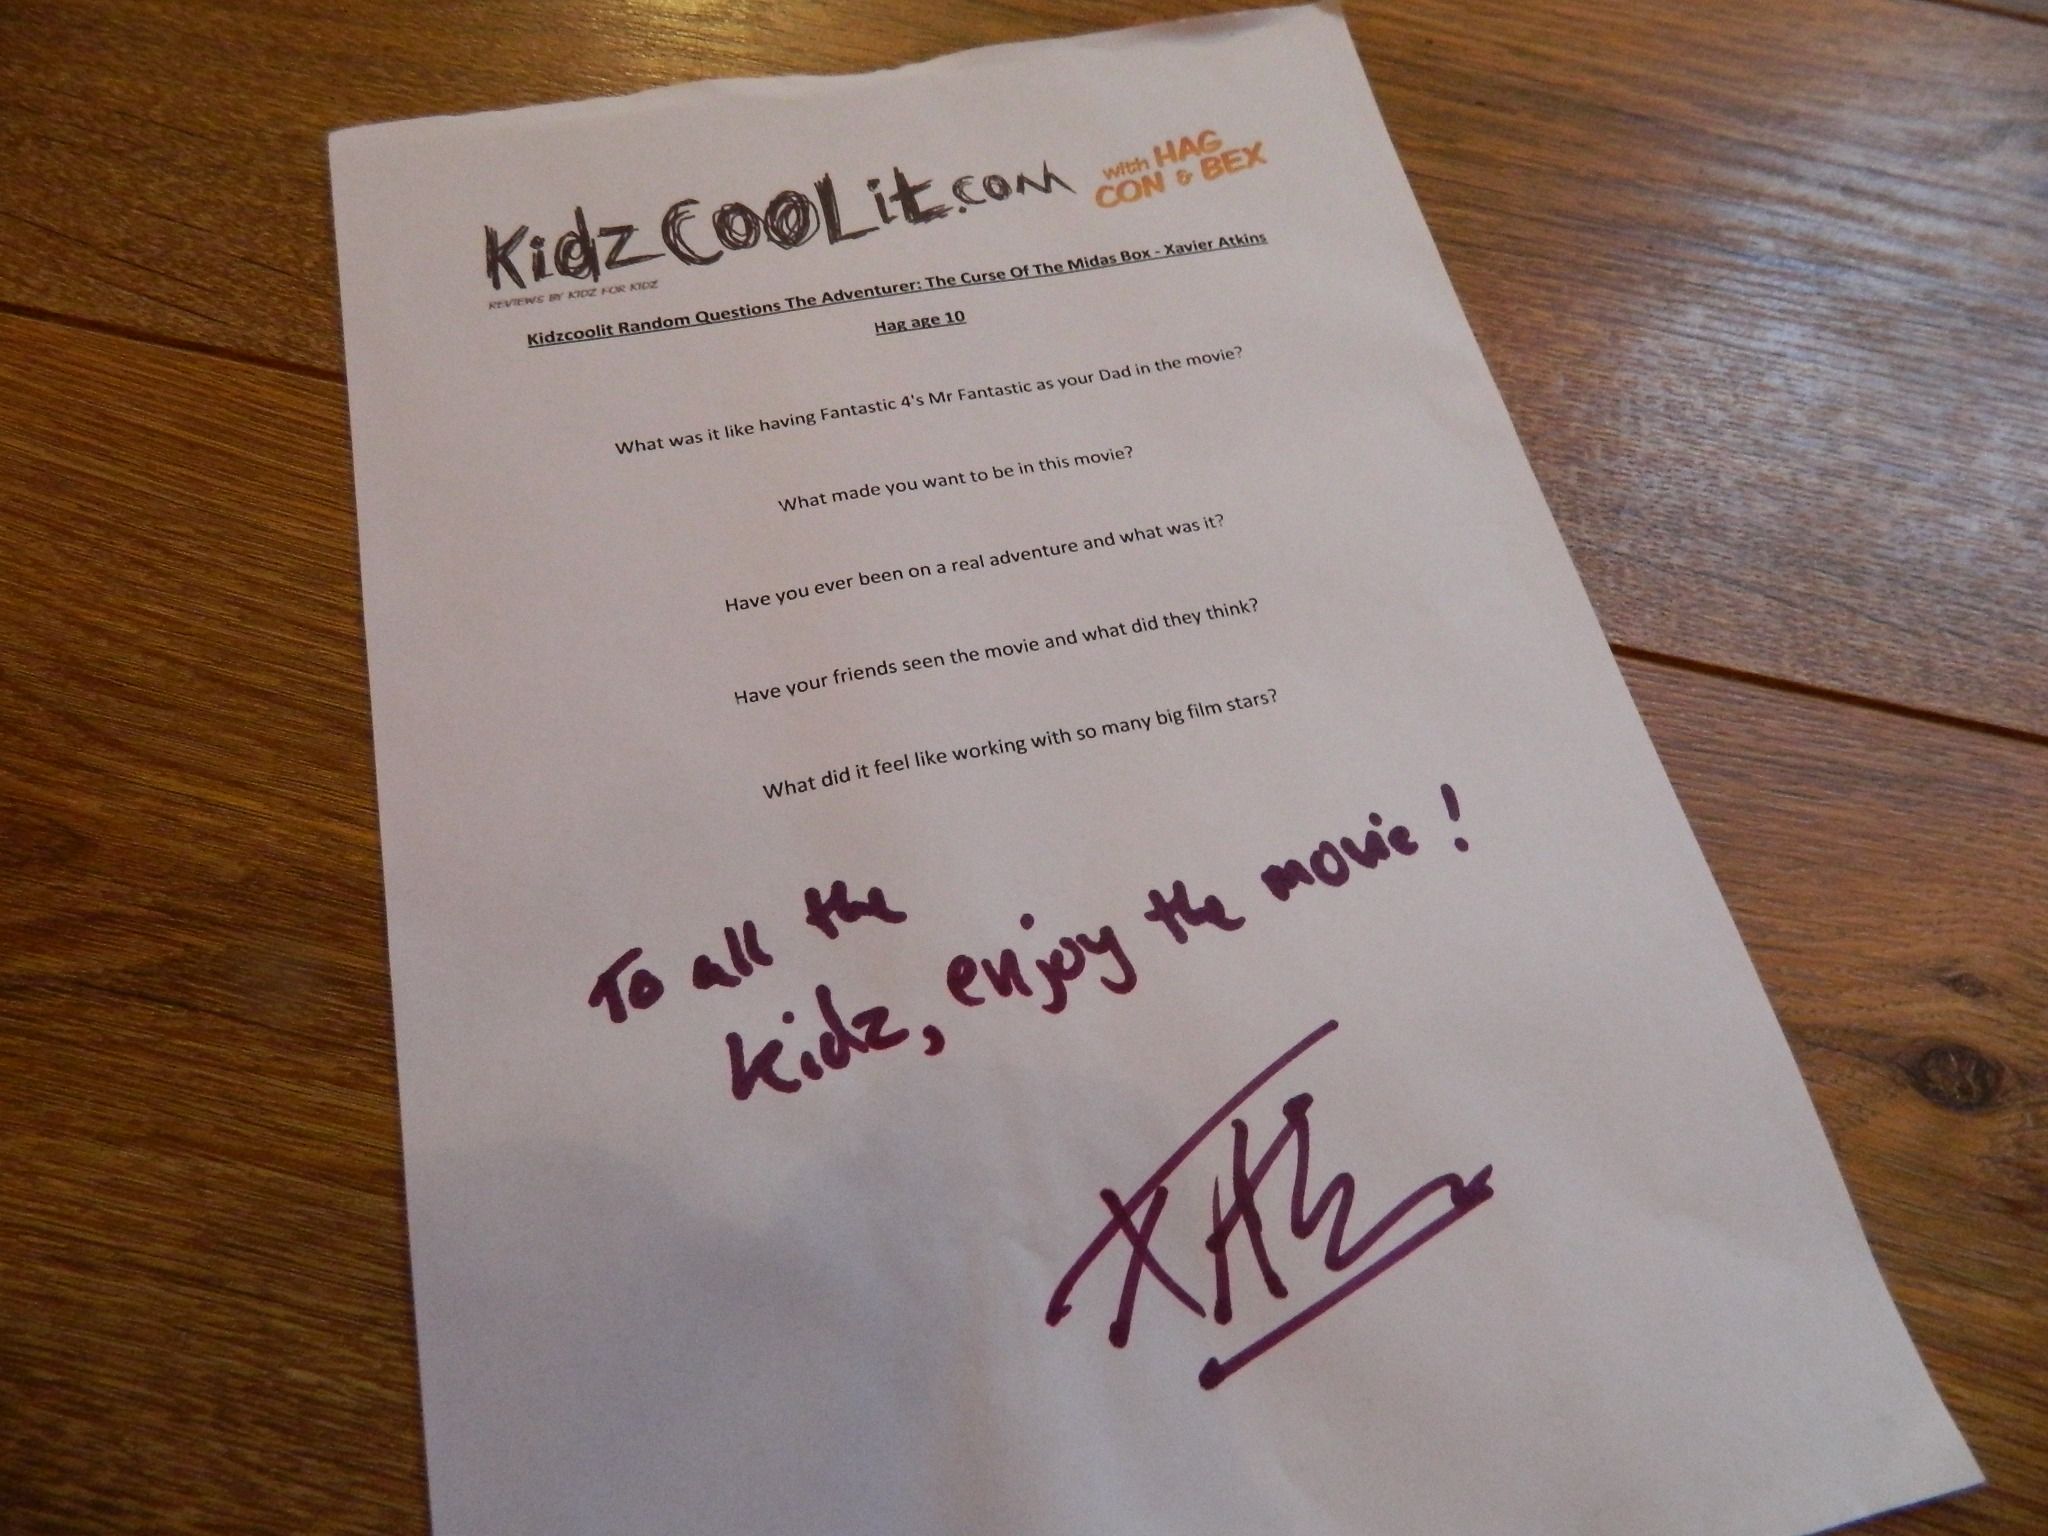 Kidz COOLit.com
with HAG
CON & BEX
REVIEWS BY KIDZ FOR KIDZ
Kidzcoolit Random Questions The Adventurer: The Curse Of The Midas Box - Xavier Atkins
Hag age 10
What was it like having Fantastic 4's Mr Fantastic as your Dad in the movie?
What made you want to be in this movie?
Have you ever been on a real adventure and what was it?
Have your friends seen the movie and what did they think?
What did it feel like working with so many big film stars?
To all the
Kidz, enjoy the movie!